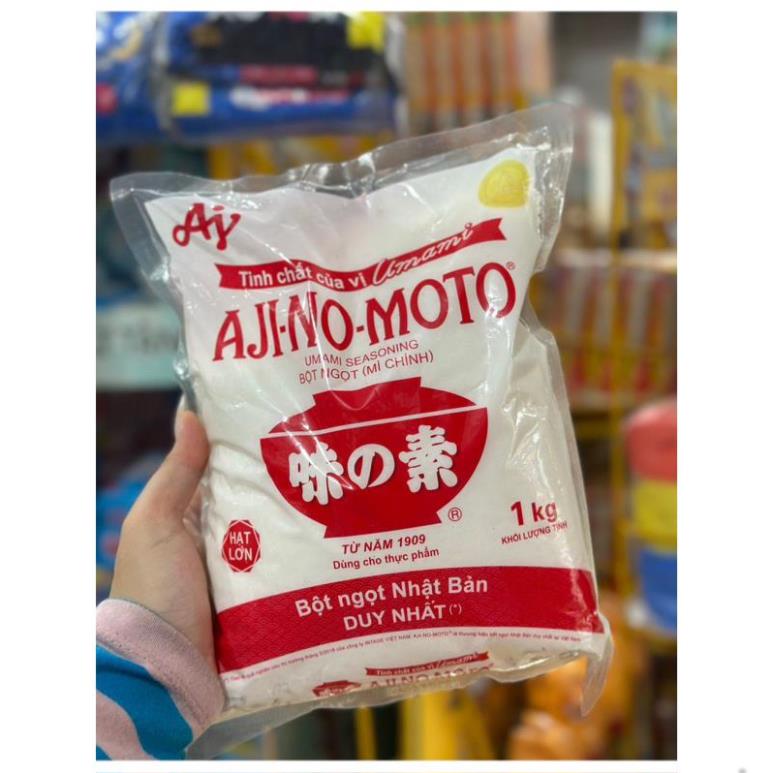 Aj
Tinh chất của vị Umami
AJI-NO-MOTO®
UMAMI SEASONING
BỘT NGỌT (MÌ CHÍNH)
味の素
®
1 kg
KHỐI LƯỢNG TỊNH
HẠT
LỚN
TỪ NĂM 1909
Dùng cho thực phẩm
Bột ngọt Nhật Bản
DUY NHẤT (*)
Tinh chất của vị Umami
AJI-NO-MOTO